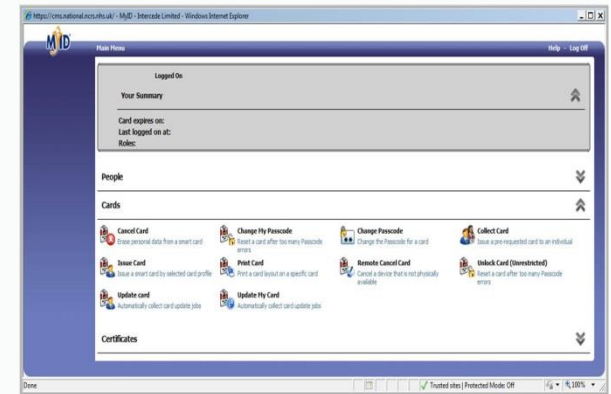 https://cms.national.ncrs.nhs.uk/ - MyID - Intercede Limited - Windows Internet Explorer
MyID
Main Menu
Help - Log Off
Logged On
Your Summary
Card expires on:
Last logged on at:
Roles:
People
Cards
Cancel Card
Erase personal data from a smart card
Change My Passcode
Reset a card after too many Passcode
errors
Change Passcode
Change the Passcode for a card
Collect Card
Issue a pre-requested card to an individual
Issue Card
Issue a smart card by selected card profile
Print Card
Print a card layout on a specific card
Remote Cancel Card
Cancel a device that is not physically
available
Unlock Card (Unrestricted)
Reset a card after too many Passcode
errors
Update card
Automatically collect card update jobs
Update My Card
Automatically collect card update jobs
Certificates
Done
Trusted sites | Protected Mode: Off
100%